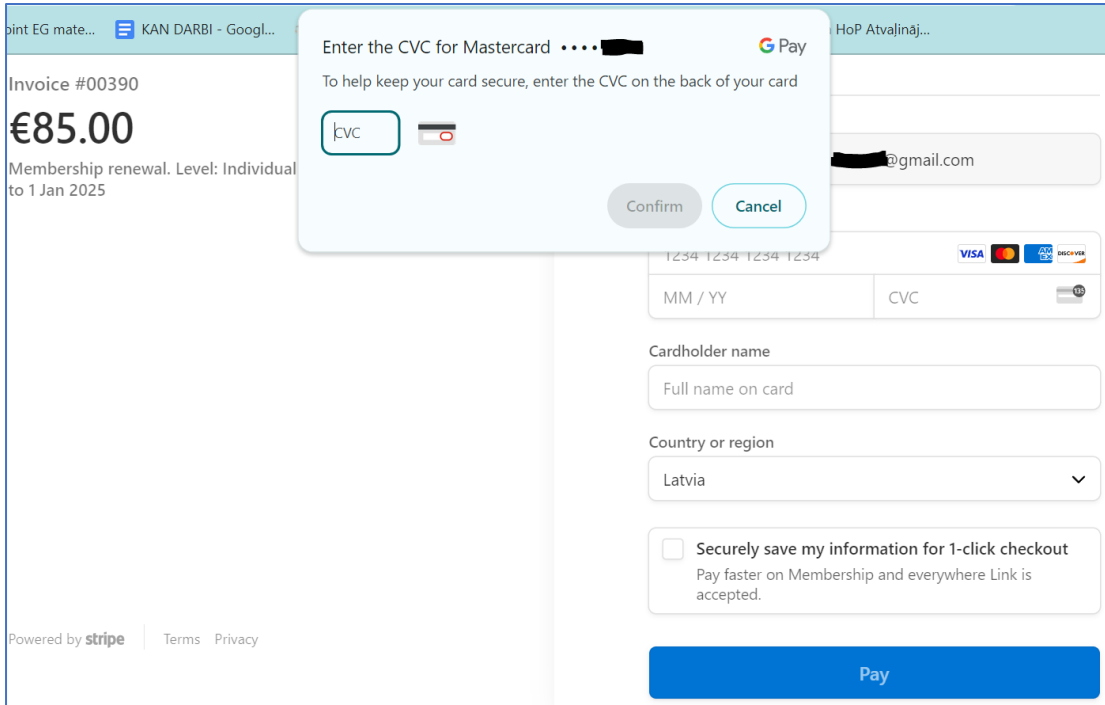 oint EG mate...
KAN DARBI - Googl...
HoP Atvaļināj...
Enter the CVC for Mastercard ••••
G Pay
To help keep your card secure, enter the CVC on the back of your card
CVC
Confirm
Cancel
Invoice #00390
€85.00
Membership renewal. Level: Individual
to 1 Jan 2025
@gmail.com
1234 1234 1234 1234
VISA
AMEX
DISCOVER
MM / YY
CVC
135
Cardholder name
Full name on card
Country or region
Latvia
Securely save my information for 1-click checkout
Pay faster on Membership and everywhere Link is
accepted.
Powered by stripe
Terms
Privacy
Pay